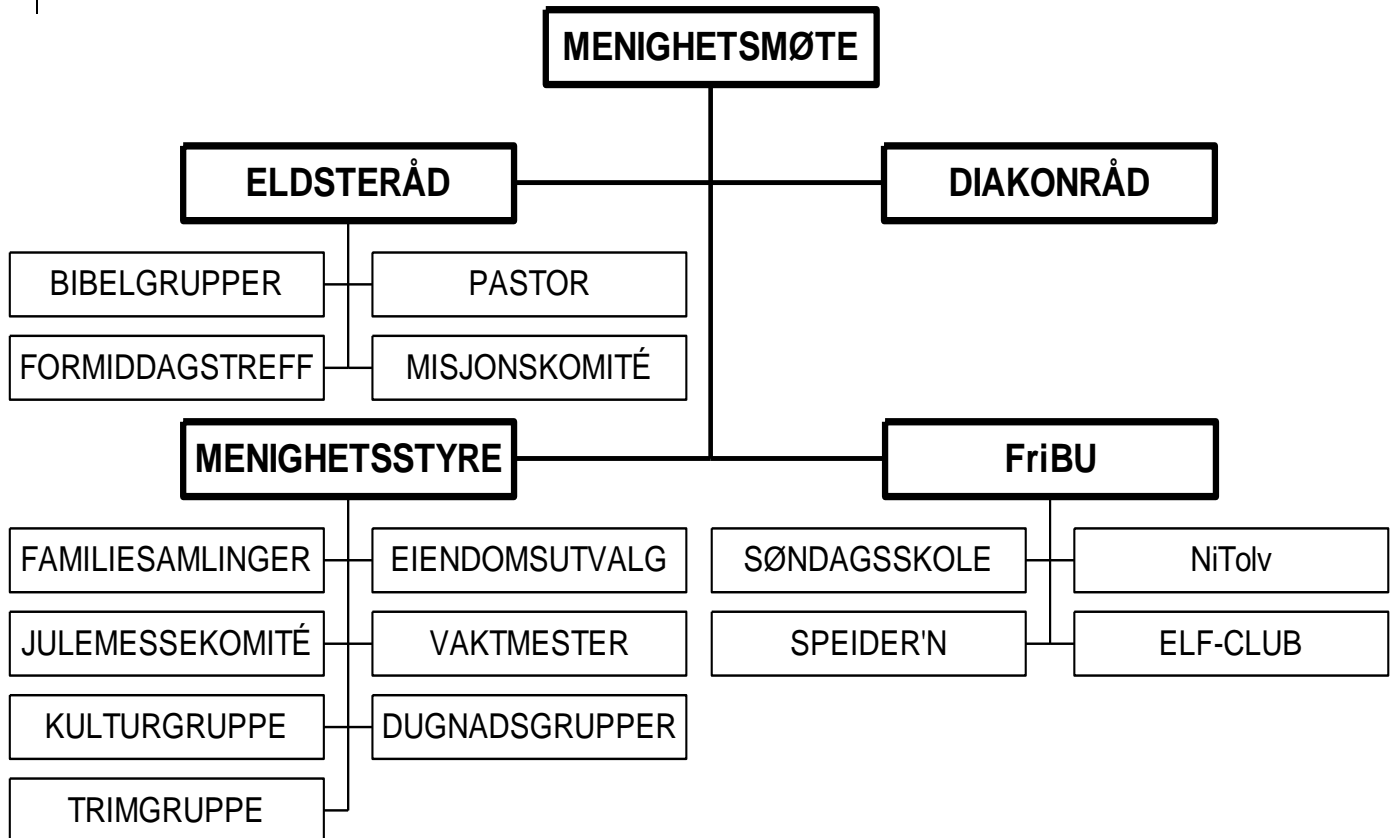 MENIGHETSMØTE
ELDSTERÅD
DIAKONRÅD
BIBELGRUPPER
PASTOR
FORMIDDAGSTREFF
MISJONSKOMITÉ
MENIGHETSSTYRE
FriBU
FAMILIESAMLINGER
EIENDOMSUTVALG
SØNDAGSSKOLE
NiTolv
JULEMESSEKOMITÉ
VAKTMESTER
SPEIDER'N
ELF-CLUB
KULTURGRUPPE
DUGNADSGRUPPER
TRIMGRUPPE